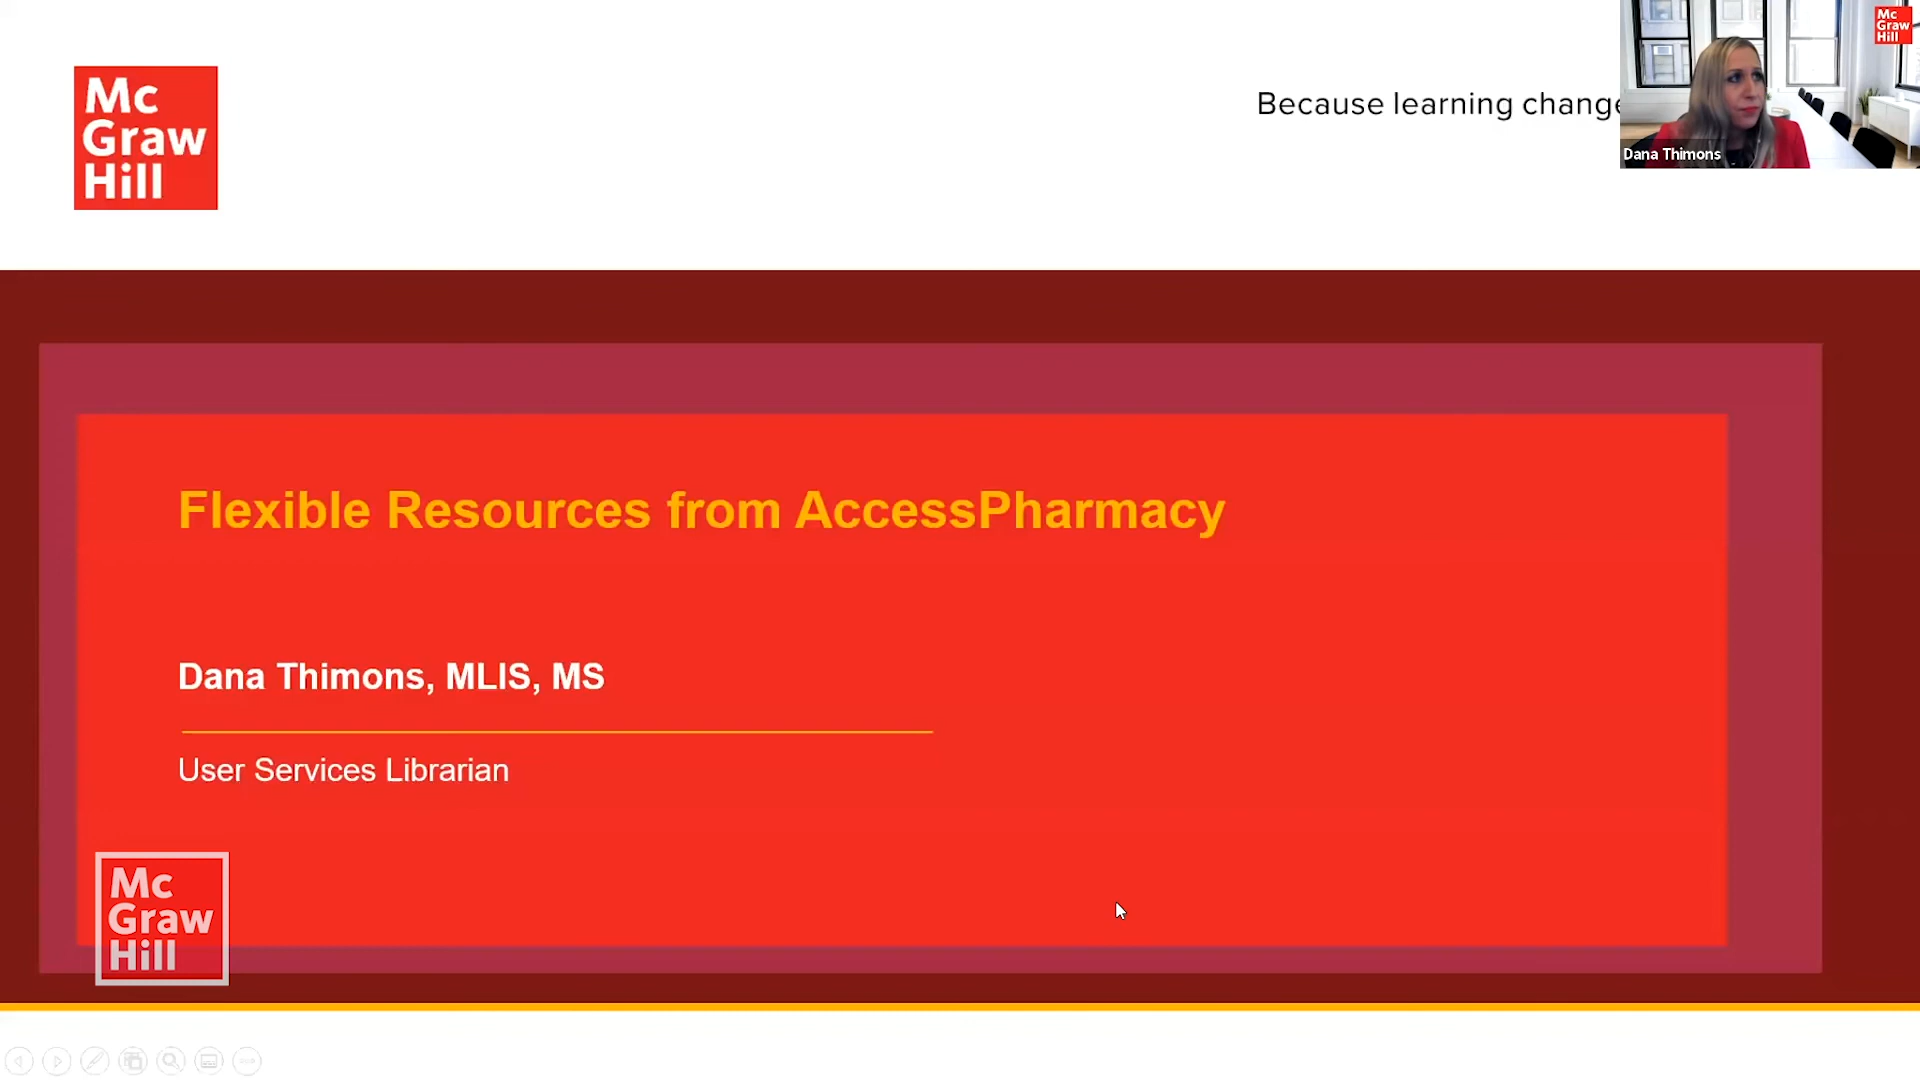 Mc
Graw
Hill
Because learning change
Mc
Graw
Hill
Dana Thimons
Flexible Resources from AccessPharmacy
Dana Thimons, MLIS, MS
User Services Librarian
Mc
Graw
Hill